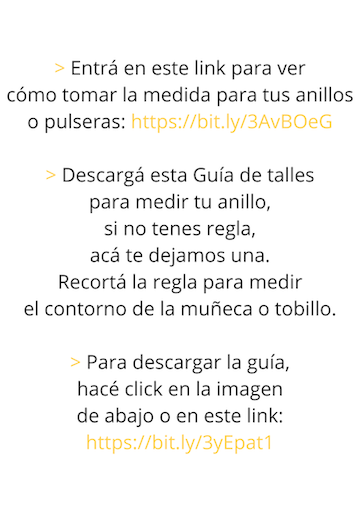 > Entrá en este link para ver
cómo tomar la medida para tus anillos
o pulseras: https://bit.ly/3AvBOeG
> Descargá esta Guía de talles
para medir tu anillo,
si no tenes regla,
acá te dejamos una.
Recortá la regla para medir
el contorno de la muñeca o tobillo.
> Para descargar la guía,
hacé click en la imagen
de abajo o en este link:
https://bit.ly/3yEpat1